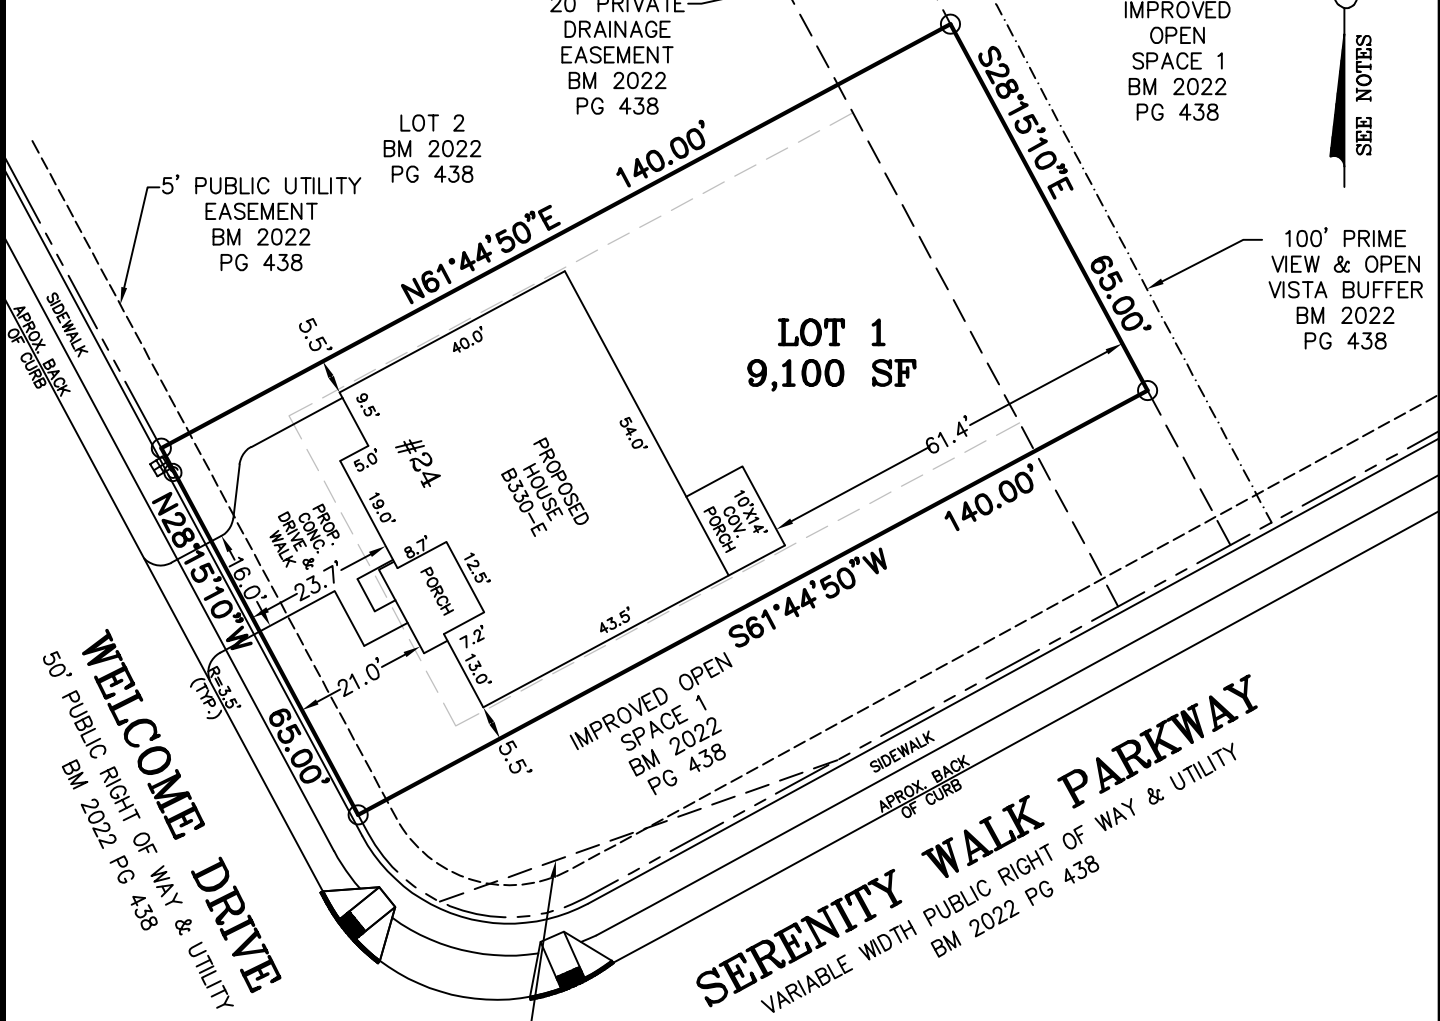 20' PRIVATE
DRAINAGE
EASEMENT
BM 2022
PG 438
IMPROVED
OPEN
SPACE 1
BM 2022
PG 438
SEE NOTES
LOT 2
BM 2022
PG 438
5' PUBLIC UTILITY
EASEMENT
BM 2022
PG 438
100' PRIME
VIEW & OPEN
VISTA BUFFER
BM 2022
PG 438
N61°44'50"E
140.00'
S28°15'10"E
65.00'
LOT 1
9,100 SF
SIDEWALK
APROX. BACK
OF CURB
5.5'
40.0'
9.5'
5.0'
#24
19.0'
54.0'
PROPOSED
HOUSE
B330-E
10'X14'
COV.
PORCH
61.4'
PROP.
CONC.
DRIVE &
WALK
8.7'
12.5'
PORCH
7.2'
13.0'
43.5'
16.0'
23.7'
21.0'
R=3.5'
(TYP.)
5.5'
N28°15'10"W
65.00'
S61°44'50"W
140.00'
IMPROVED OPEN
SPACE 1
BM 2022
PG 438
SIDEWALK
APROX. BACK
OF CURB
WELCOME DRIVE
50' PUBLIC RIGHT OF WAY & UTILITY
BM 2022 PG 438
SERENITY WALK PARKWAY
VARIABLE WIDTH PUBLIC RIGHT OF WAY & UTILITY
BM 2022 PG 438